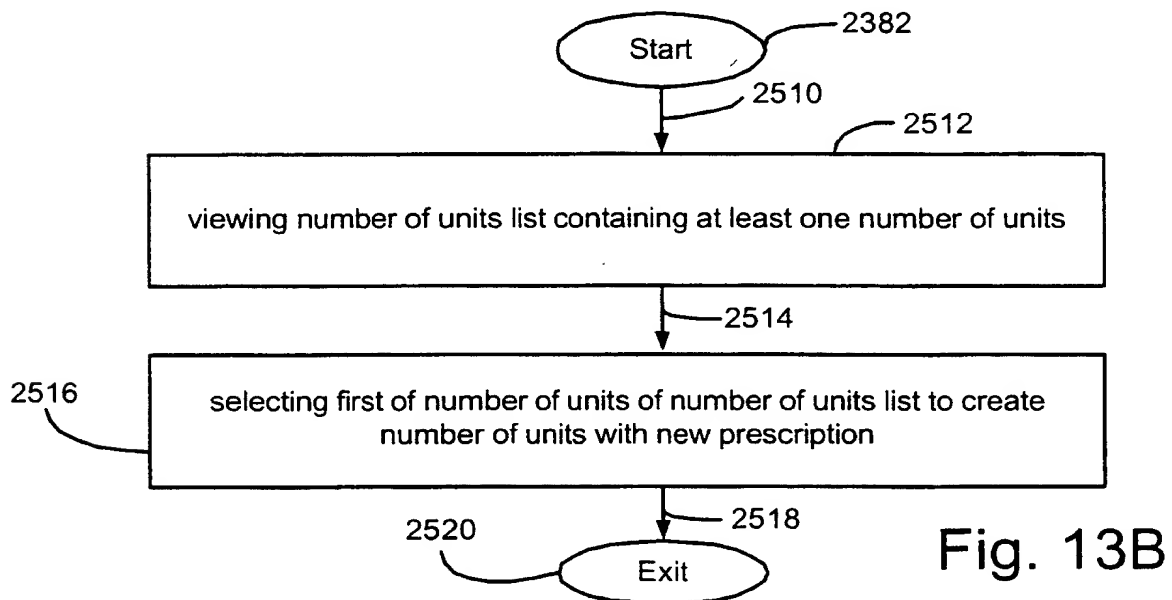 Start
2382
2510
2512
viewing number of units list containing at least one number of units
2514
2516
selecting first of number of units of number of units list to create
number of units with new prescription
2518
2520
Exit
Fig. 13B